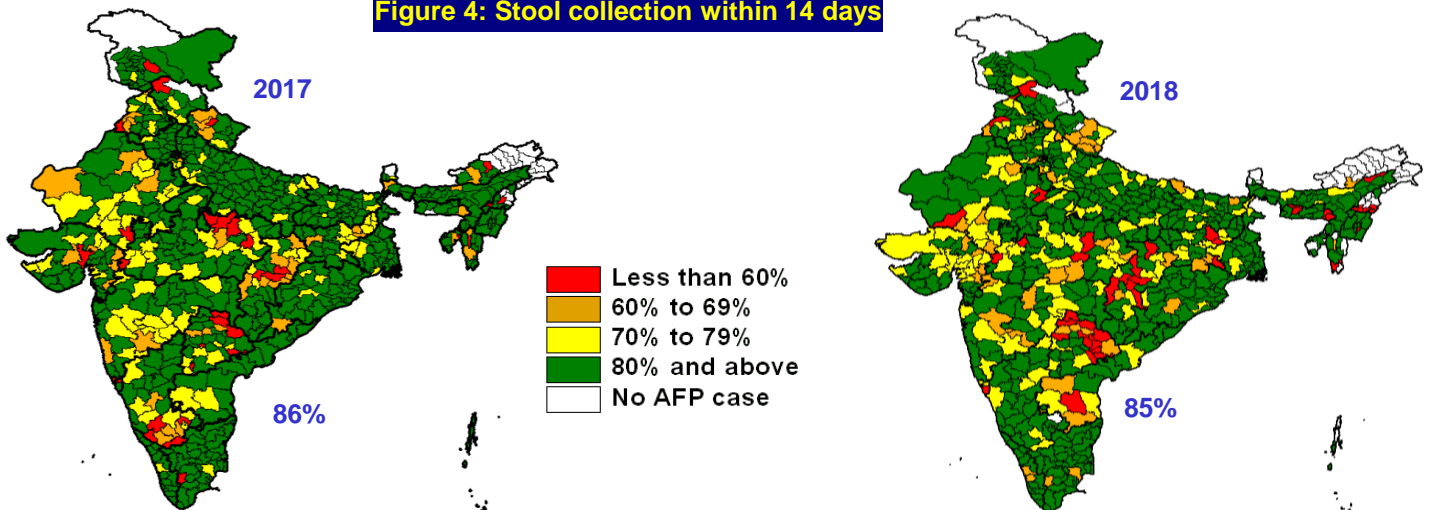 Figure 4: Stool collection within 14 days
2017
2018
Less than 60%
60% to 69%
70% to 79%
80% and above
No AFP case
86%
85%